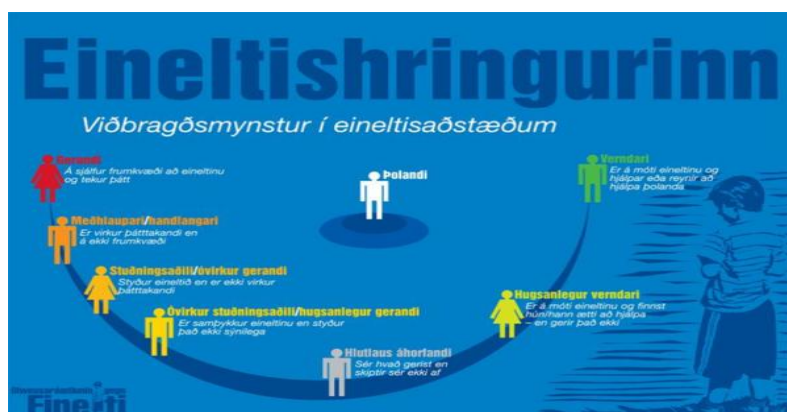 Eineltishringurinn
Viðbragðsmynstur í eineltisaðstæðum
Gerandi
Á sjálfur frumkvæði að eineltinu
og tekur þátt
Meðhlaupari/handlangari
Er virkur þátttakandi en
á ekki frumkvæði
Stuðningsaðili/óvirkur gerandi
Styður eineltið en er ekki virkur
þátttakandi
Óvirkur stuðningsaðili/hugsanlegur gerandi
Er samþykkur eineltinu en styður
það ekki sýnilega
Hlutlaus áhorfandi
Sér hvað gerist en
skiptir sér ekki af
Hugsanlegur verndari
Er á móti eineltinu og finnst
hún/hann ætti að hjálpa
– en gerir það ekki
Verndari
Er á móti eineltinu og
hjálpar eða reynir að
hjálpa þolanda
Þolandi
gegn
Einelti